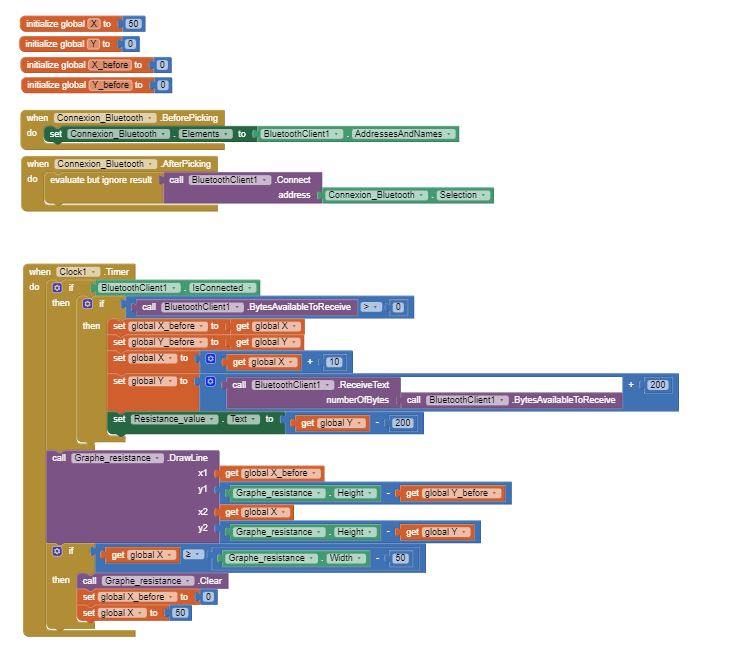 initialize global X to 50
initialize global Y to 0
initialize global X_before to 0
initialize global Y_before to 0
when Connexion_Bluetooth .BeforePicking
do set Connexion_Bluetooth . Elements to BluetoothClient1 . AddressesAndNames
when Connexion_Bluetooth .AfterPicking
do evaluate but ignore result call BluetoothClient1 .Connect
address Connexion_Bluetooth . Selection
when Clock1 .Timer
do if BluetoothClient1 . IsConnected
then if call BluetoothClient1 .BytesAvailableToReceive > 0
then set global X_before to get global X
set global Y_before to get global Y
set global X to get global X + 10
set global Y to call BluetoothClient1 .ReceiveText + 200
numberOfBytes call BluetoothClient1 .BytesAvailableToReceive
set Resistance_value . Text to get global Y - 200
call Graphe_resistance .DrawLine
x1 get global X_before
y1 Graphe_resistance . Height - get global Y_before
x2 get global X
y2 Graphe_resistance . Height - get global Y
if get global X ≥ Graphe_resistance . Width - 50
then call Graphe_resistance .Clear
set global X_before to 0
set global X to 50